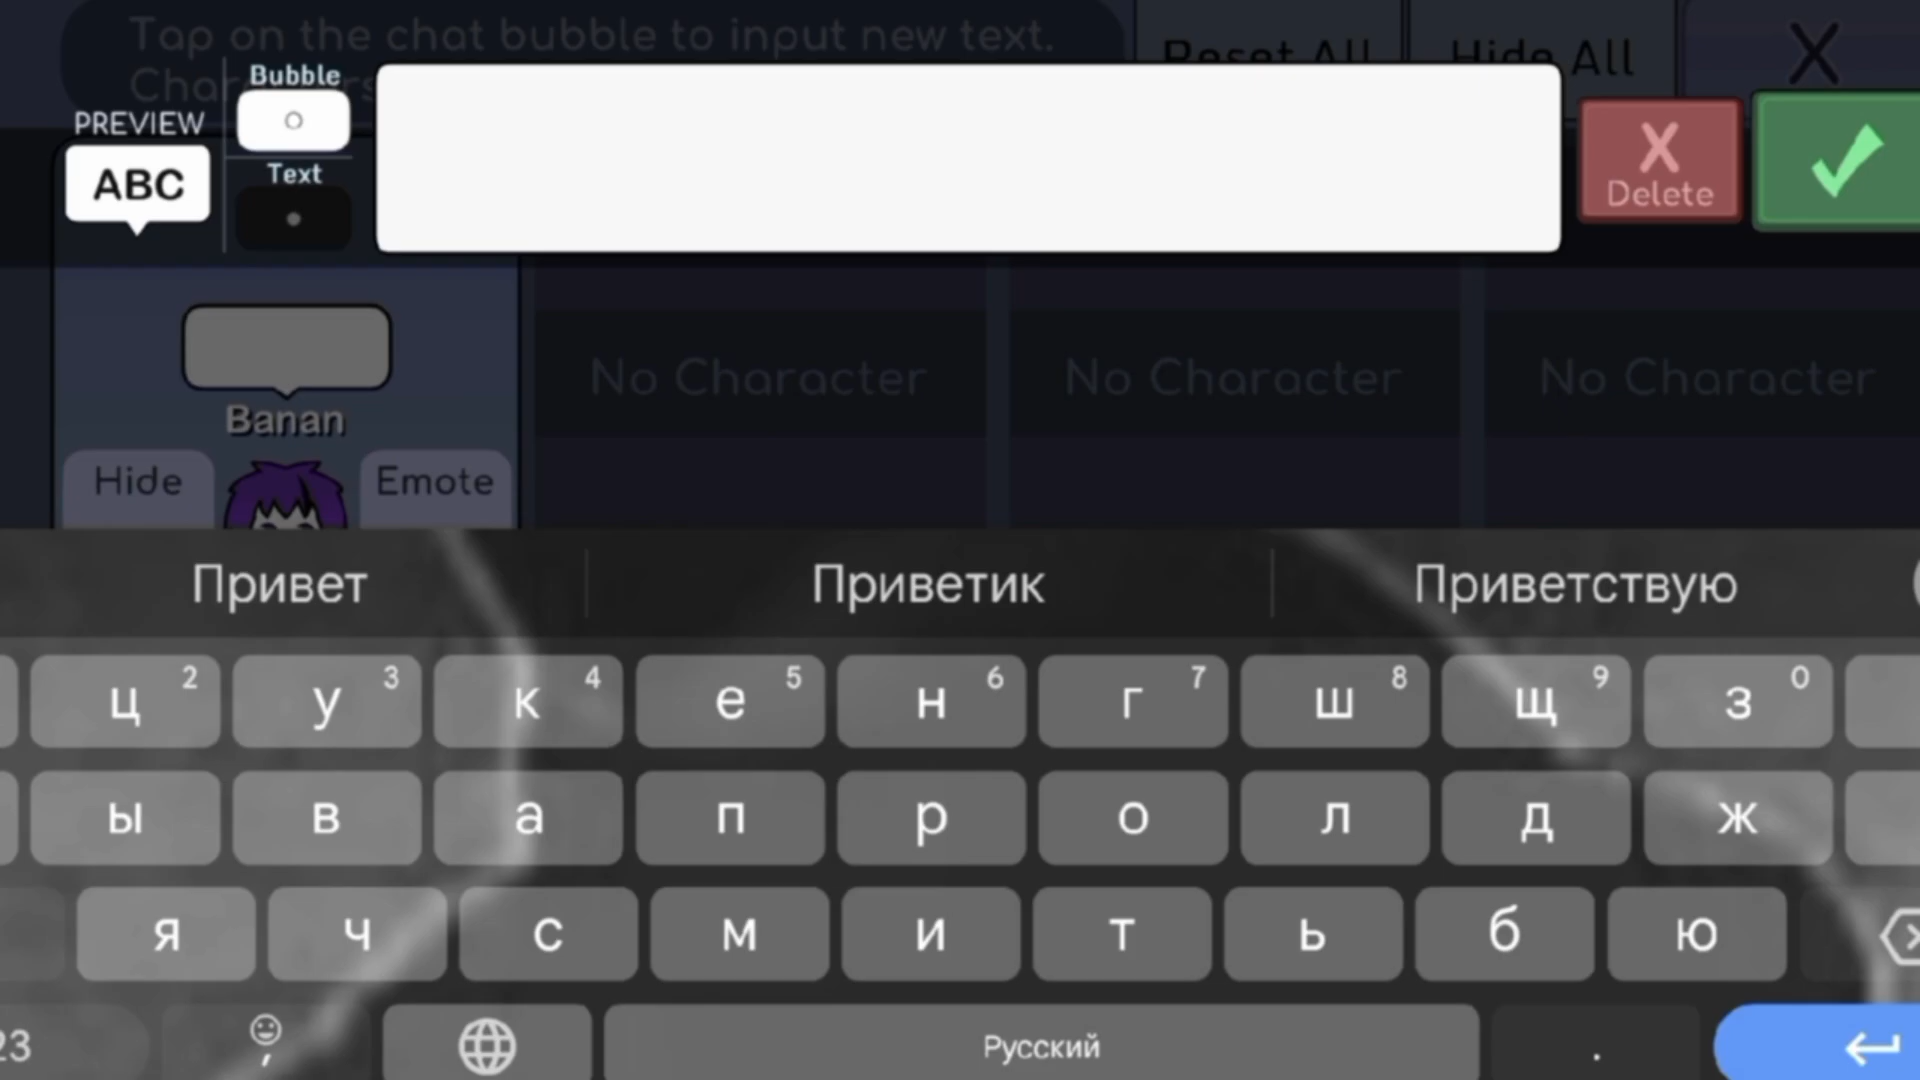 Tap on the chat bubble to input new text.
Reset All
Hide All
X
Bubble
PREVIEW
ABC
Text
X
Delete
No Character
No Character
No Character
Banan
Hide
Emote
Привет
Приветик
Приветствую
ц 2
у 3
к 4
е 5
н 6
г 7
ш 8
щ 9
з 0
ы в а п р о л д ж
я ч с м и т ь б ю
23
,
Русский
.